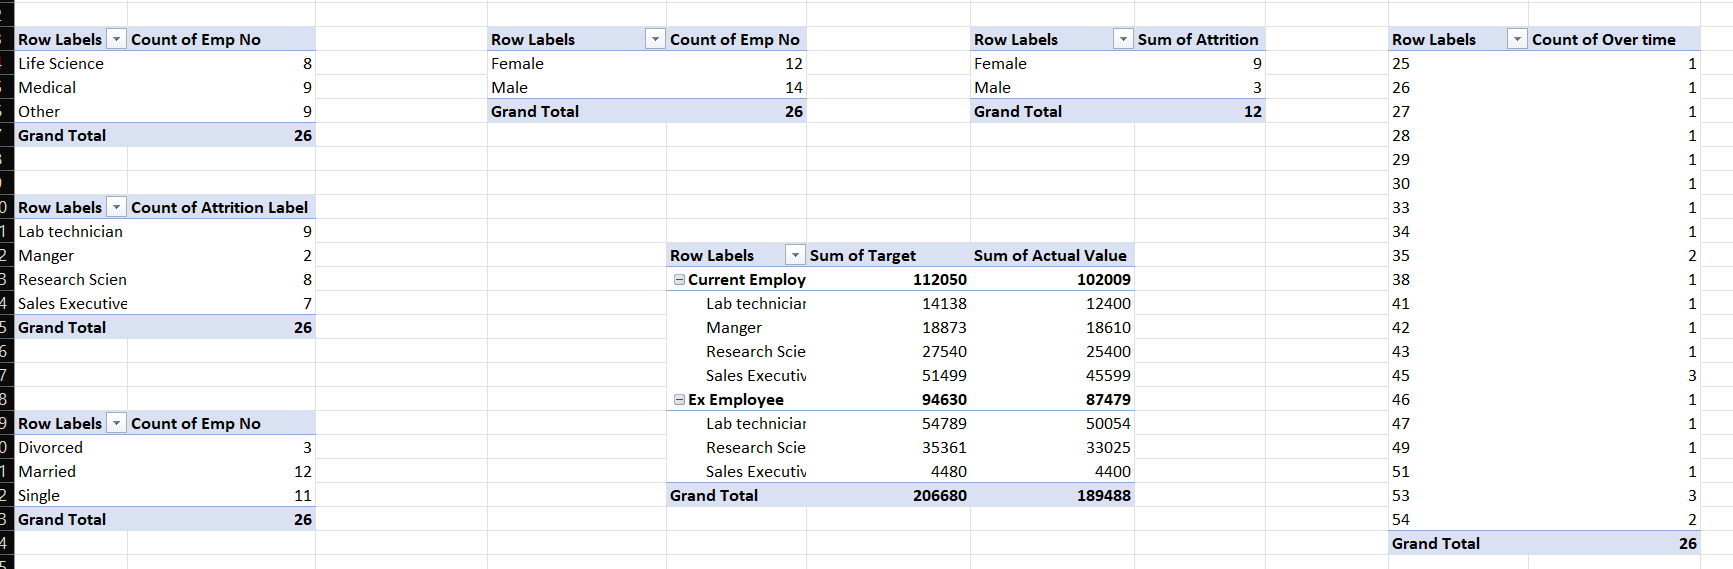 Row Labels Count of Emp No
Life Science 8
Medical 9
Other 9
Grand Total 26
Row Labels Count of Attrition Label
Lab technician 9
Manger 2
Research Scien 8
Sales Executive 7
Grand Total 26
Row Labels Count of Emp No
Divorced 3
Married 12
Single 11
Grand Total 26
Row Labels Count of Emp No
Female 12
Male 14
Grand Total 26
Row Labels Sum of Attrition
Female 9
Male 3
Grand Total 12
Row Labels Sum of Target Sum of Actual Value
Current Employ 112050 102009
Lab technician 14138 12400
Manger 18873 18610
Research Scie 27540 25400
Sales Executiv 51499 45599
Ex Employee 94630 87479
Lab technician 54789 50054
Research Scie 35361 33025
Sales Executiv 4480 4400
Grand Total 206680 189488
Row Labels Count of Over time
25 1
26 1
27 1
28 1
29 1
30 1
33 1
34 1
35 2
38 1
41 1
42 1
43 1
45 3
46 1
47 1
49 1
51 1
53 3
54 2
Grand Total 26